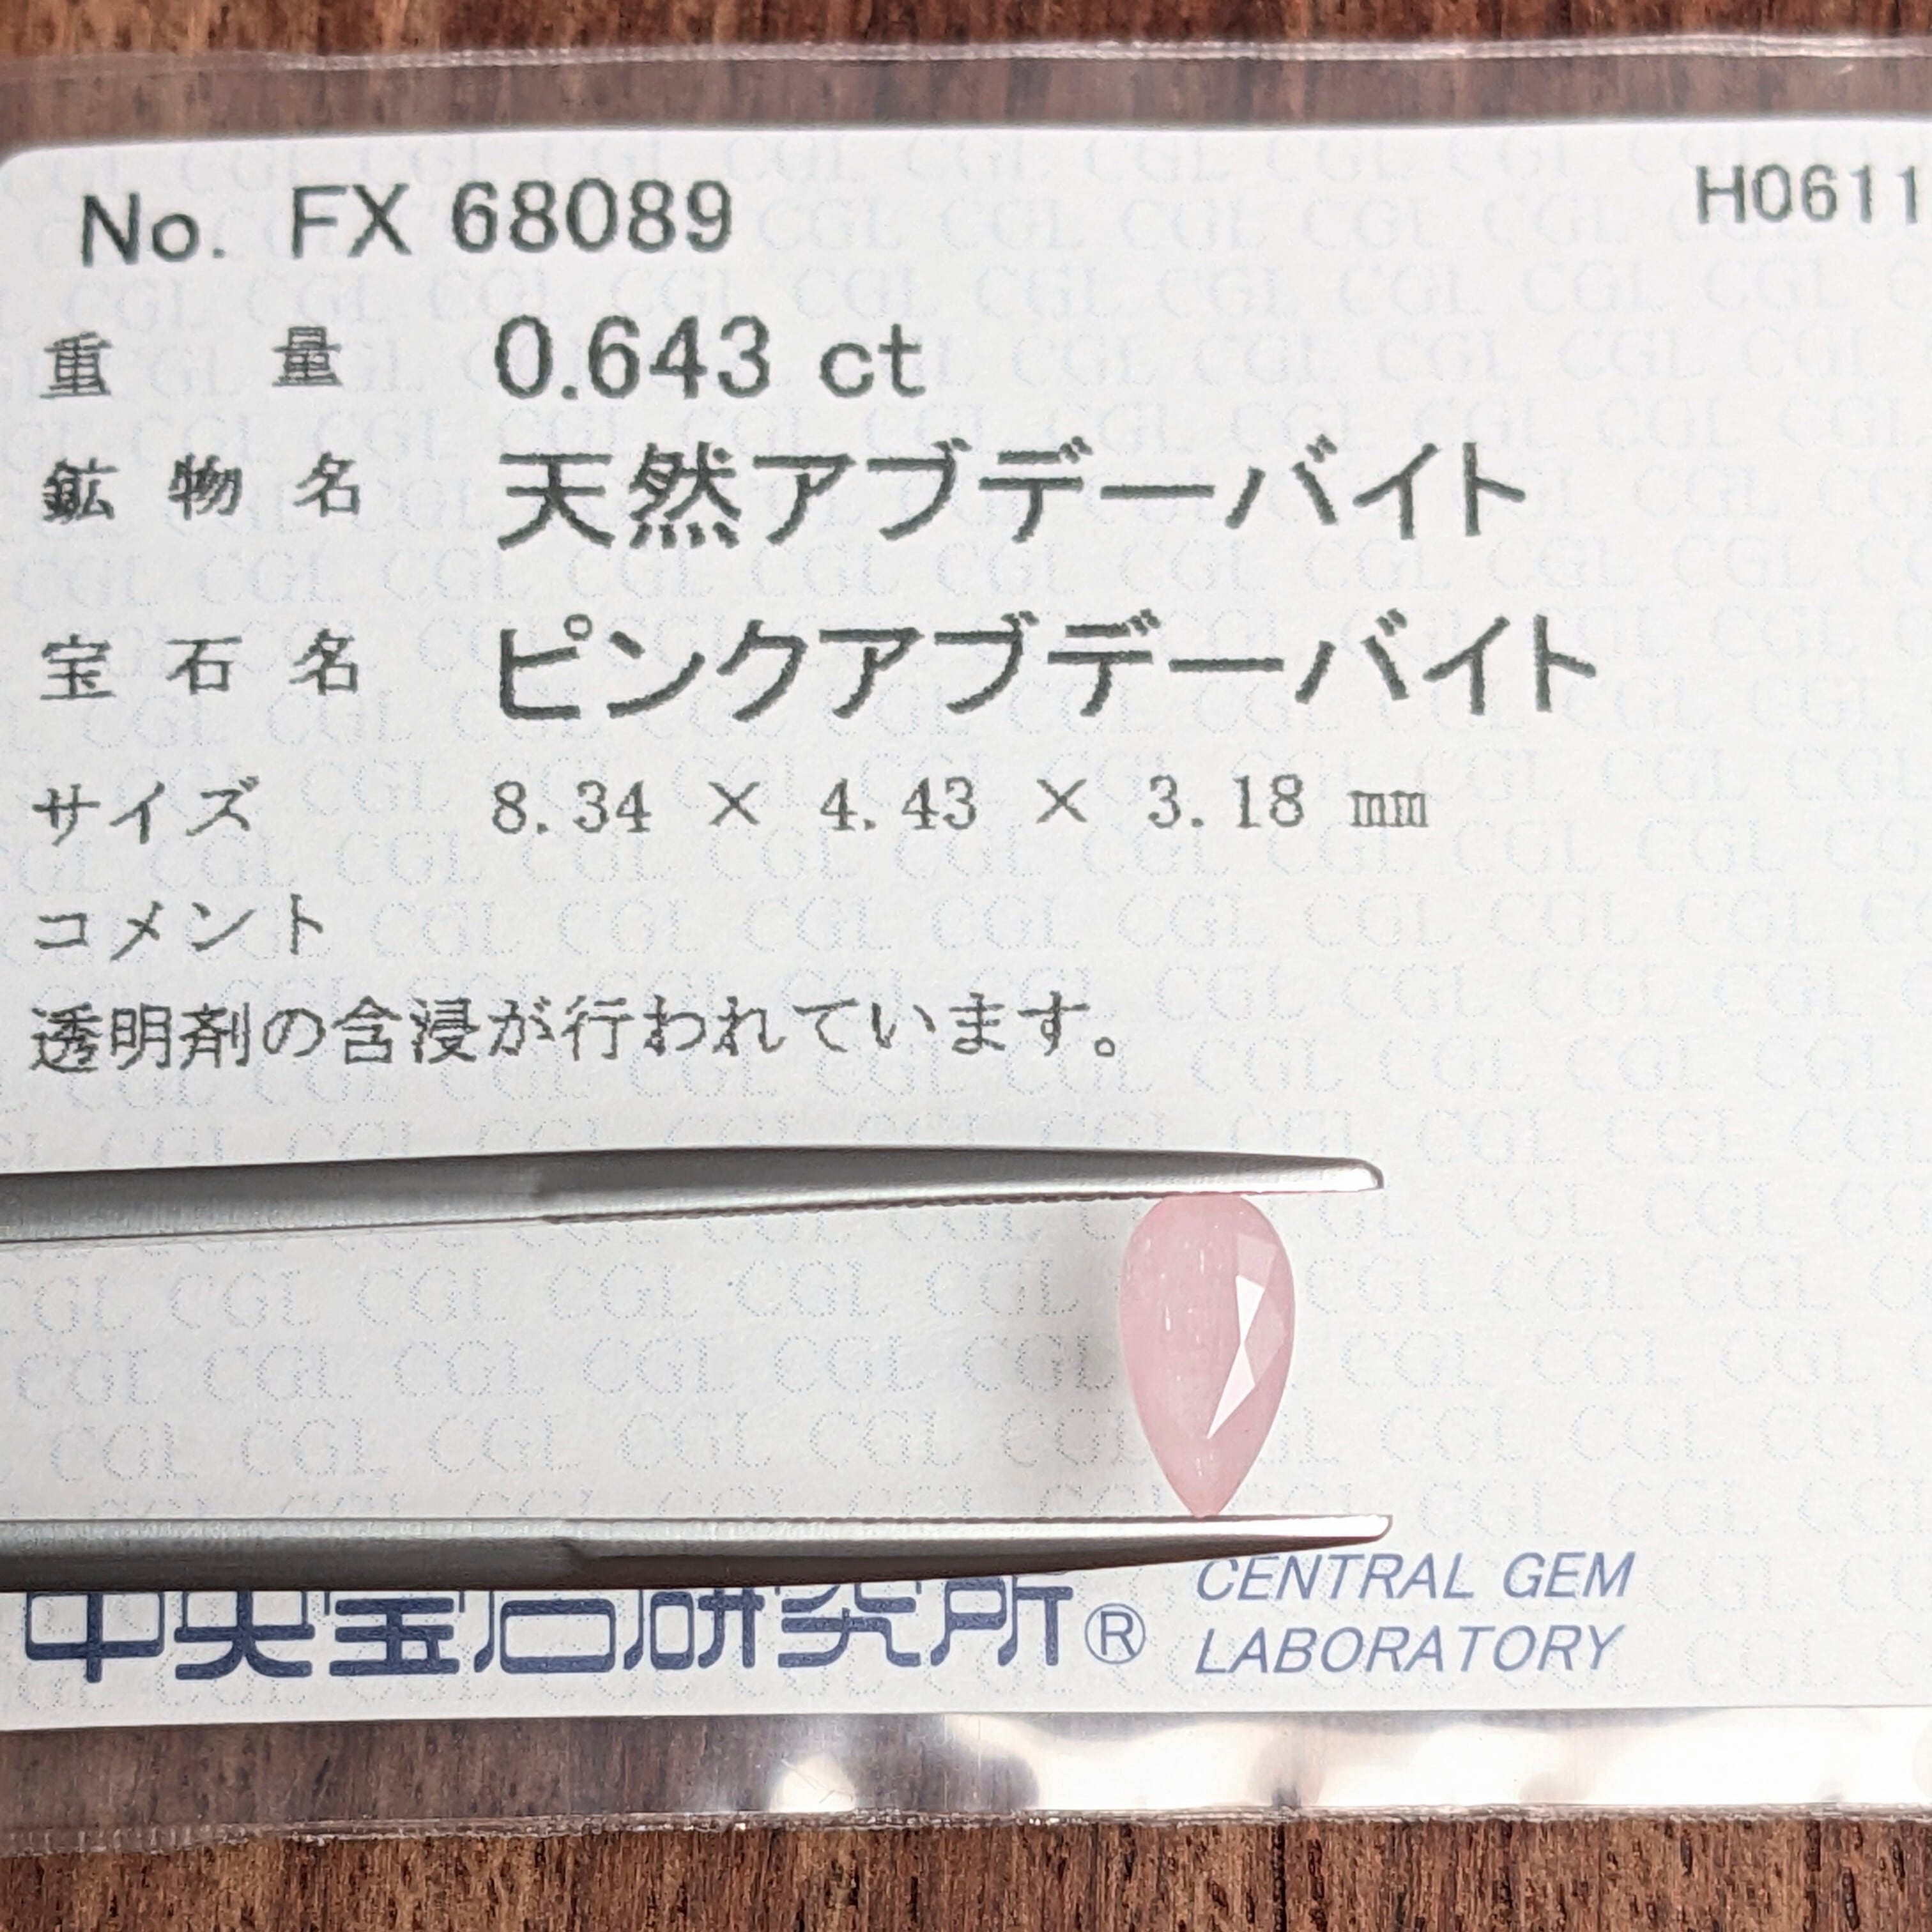 No. FX 68089 H0611
重量 0.643 ct
鉱物名 天然アブデーバイト
宝石名 ピンクアブデーバイト
サイズ 8.34 × 4.43 × 3.18 mm
コメント
透明剤の含浸が行われています。
中央宝石研究所® CENTRAL GEM
LABORATORY